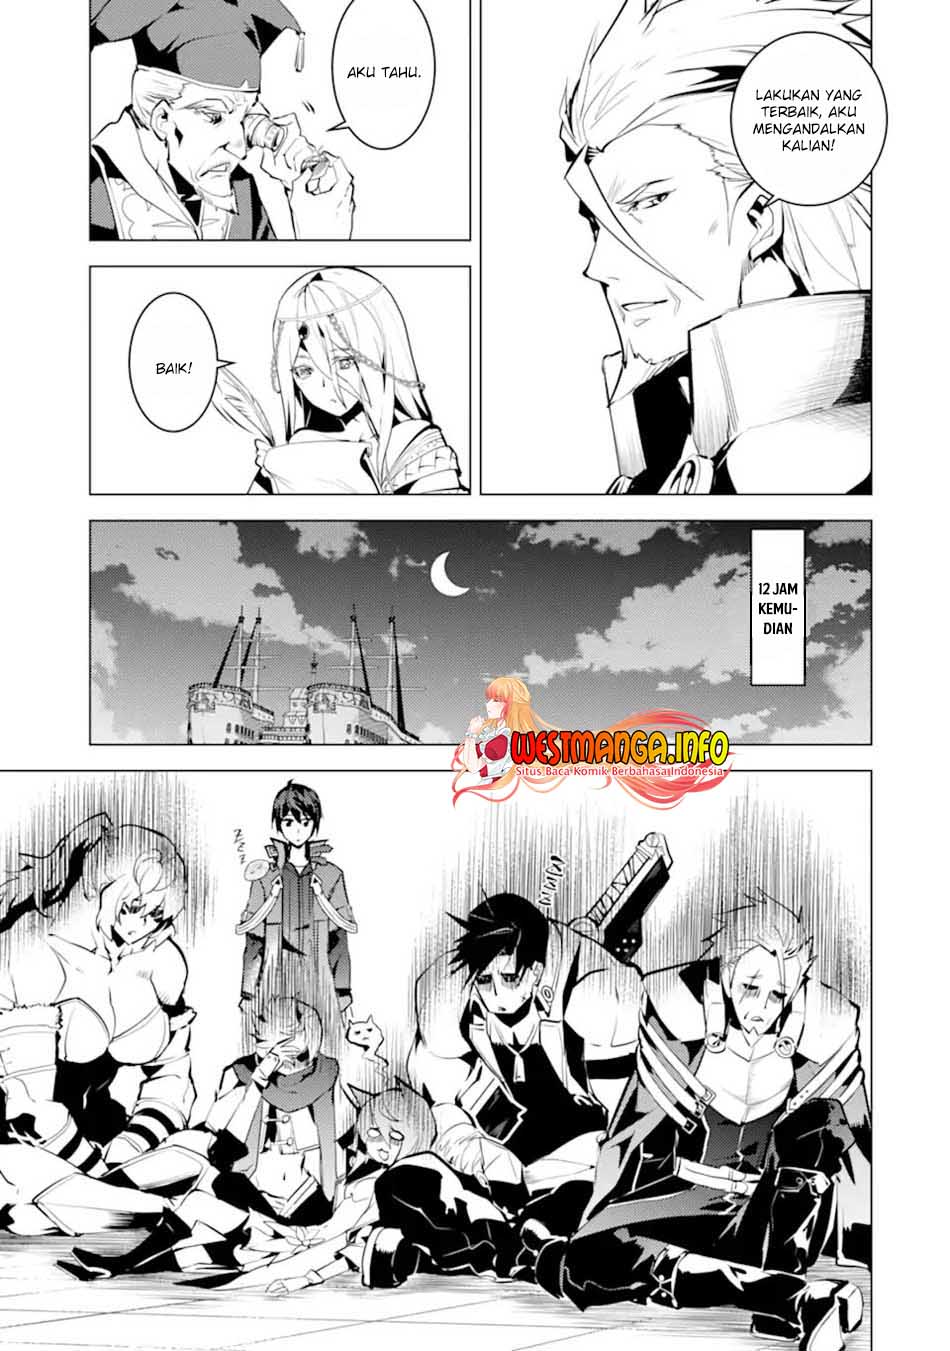 LAKUKAN YANG
TERBAIK, AKU
MENGANDALKAN
KALIAN!
AKU TAHU.
BAIK!
12 JAM
KEMU-
DIAN
WESTMANGA.INFO
Situs Baca Komik Berbahasa Indonesia
ZZZ